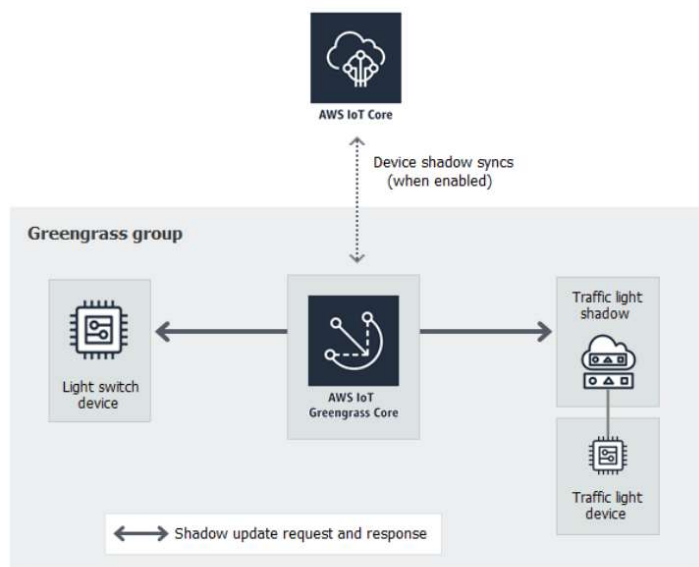 AWS IoT Core
Device shadow syncs
(when enabled)
Greengrass group
Light switch
device
AWS IoT
Greengrass Core
Traffic light
shadow
Traffic light
device
Shadow update request and response